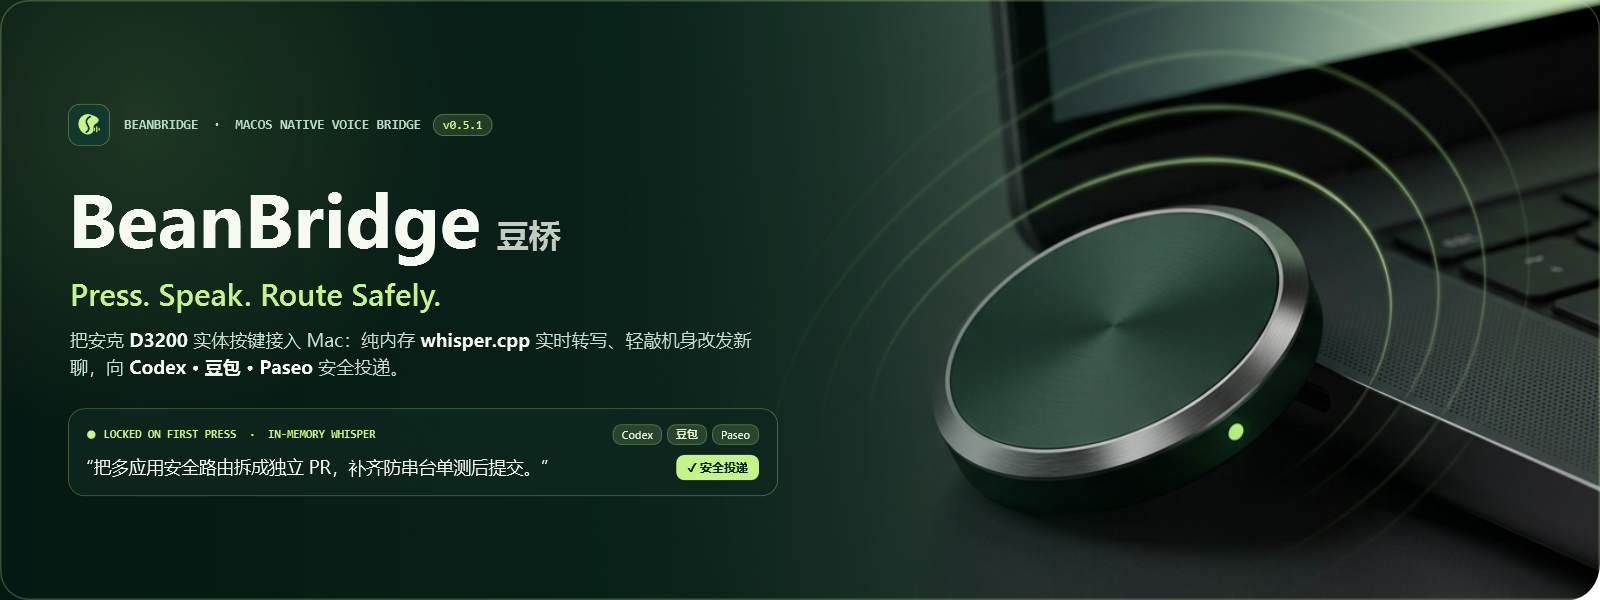 BEANBRIDGE · MACOS NATIVE VOICE BRIDGE v0.5.1
BeanBridge 豆桥
Press. Speak. Route Safely.
把安克 D3200 实体按键接入 Mac：纯内存 whisper.cpp 实时转写、轻敲机身改发新
聊，向 Codex • 豆包 • Paseo 安全投递。
LOCKED ON FIRST PRESS · IN-MEMORY WHISPER
Codex 豆包 Paseo
“把多应用安全路由拆成独立 PR，补齐防串台单测后提交。”
✓ 安全投递